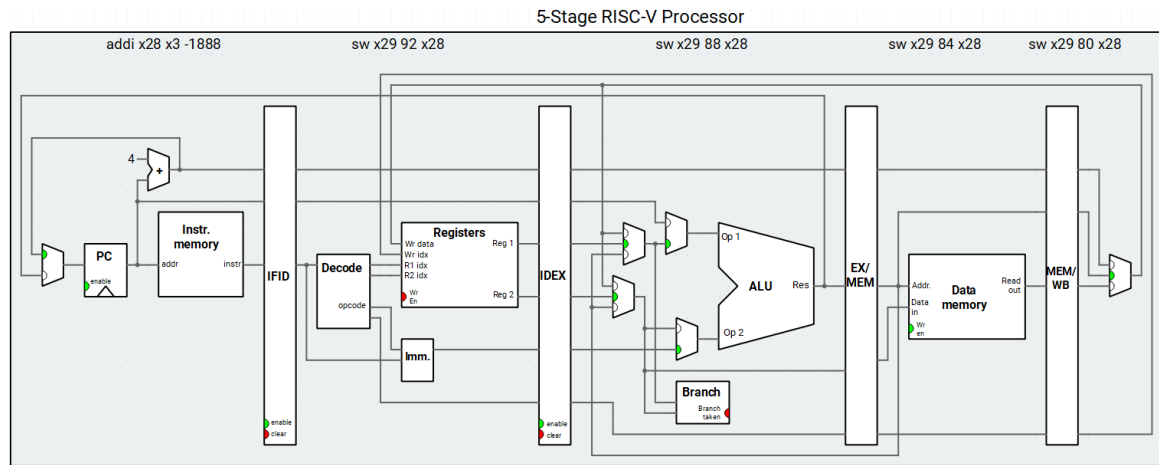 5-Stage RISC-V Processor
addi x28 x3 -1888
sw x29 92 x28
sw x29 88 x28
sw x29 84 x28
sw x29 80 x28
4
+
PC
enable
Instr.
memory
addr
instr
IFID
enable
clear
Decode
opcode
Registers
Wr data
Wr idx
R1 idx
R2 idx
Wr
En
Reg 1
Reg 2
Imm.
IDEX
enable
clear
Op 1
Op 2
ALU
Res
Branch
Branch
taken
EX/
MEM
Addr.
Data
in
Wr
en
Data
memory
Read
out
MEM/
WB